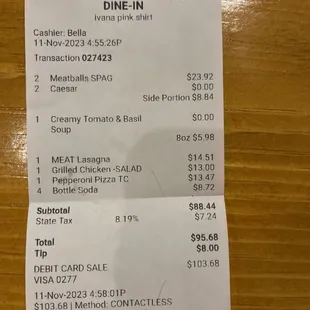 DINE-IN
ivana pink shirt
Cashier: Bella
11-Nov-2023 4:55:26P
Transaction 027423
2 Meatballs SPAG $23.92
2 Caesar $0.00
Side Portion $8.84
1 Creamy Tomato & Basil $0.00
Soup
8oz $5.98
1 MEAT Lasagna $14.51
1 Grilled Chicken -SALAD $13.00
1 Pepperoni Pizza TC $13.47
4 Bottle Soda $8.72
Subtotal $88.44
State Tax 8.19% $7.24
Total $95.68
Tip $8.00
DEBIT CARD SALE $103.68
VISA 0277
11-Nov-2023 4:58:01P
$103.68 | Method: CONTACTLESS